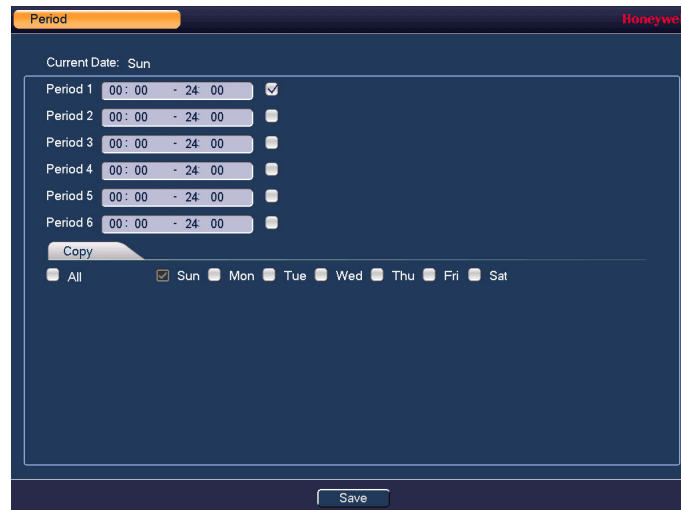 Period Honeywe
Current Date: Sun
Period 1 00: 00 - 24: 00
Period 2 00: 00 - 24: 00
Period 3 00: 00 - 24: 00
Period 4 00: 00 - 24: 00
Period 5 00: 00 - 24: 00
Period 6 00: 00 - 24: 00
Copy
All Sun Mon Tue Wed Thu Fri Sat
Save